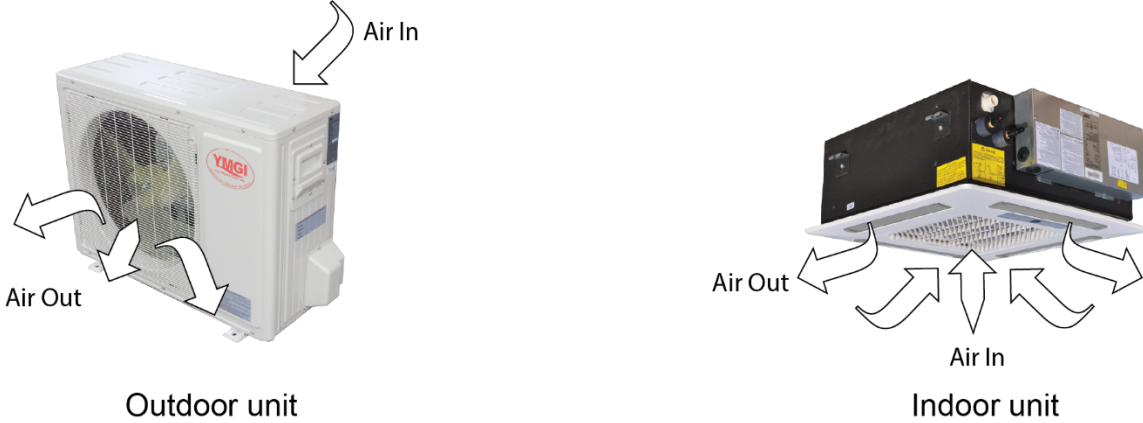 Air In
YMGI
Air Out
Air Out
Air In
Outdoor unit
Indoor unit